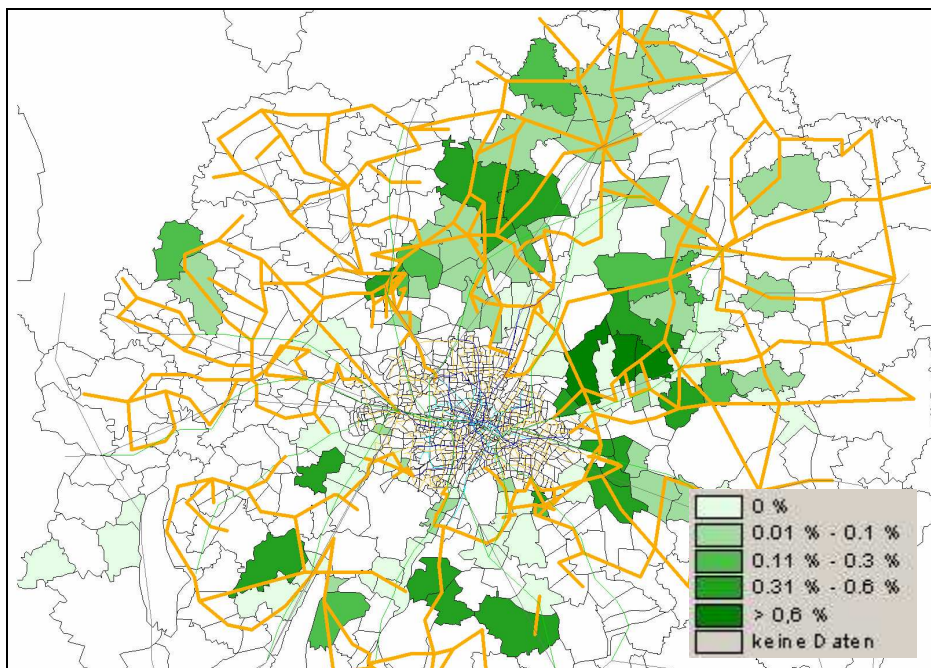 0 %
0.01 % - 0.1 %
0.11 % - 0.3 %
0.31 % - 0.6 %
> 0,6 %
keine Daten